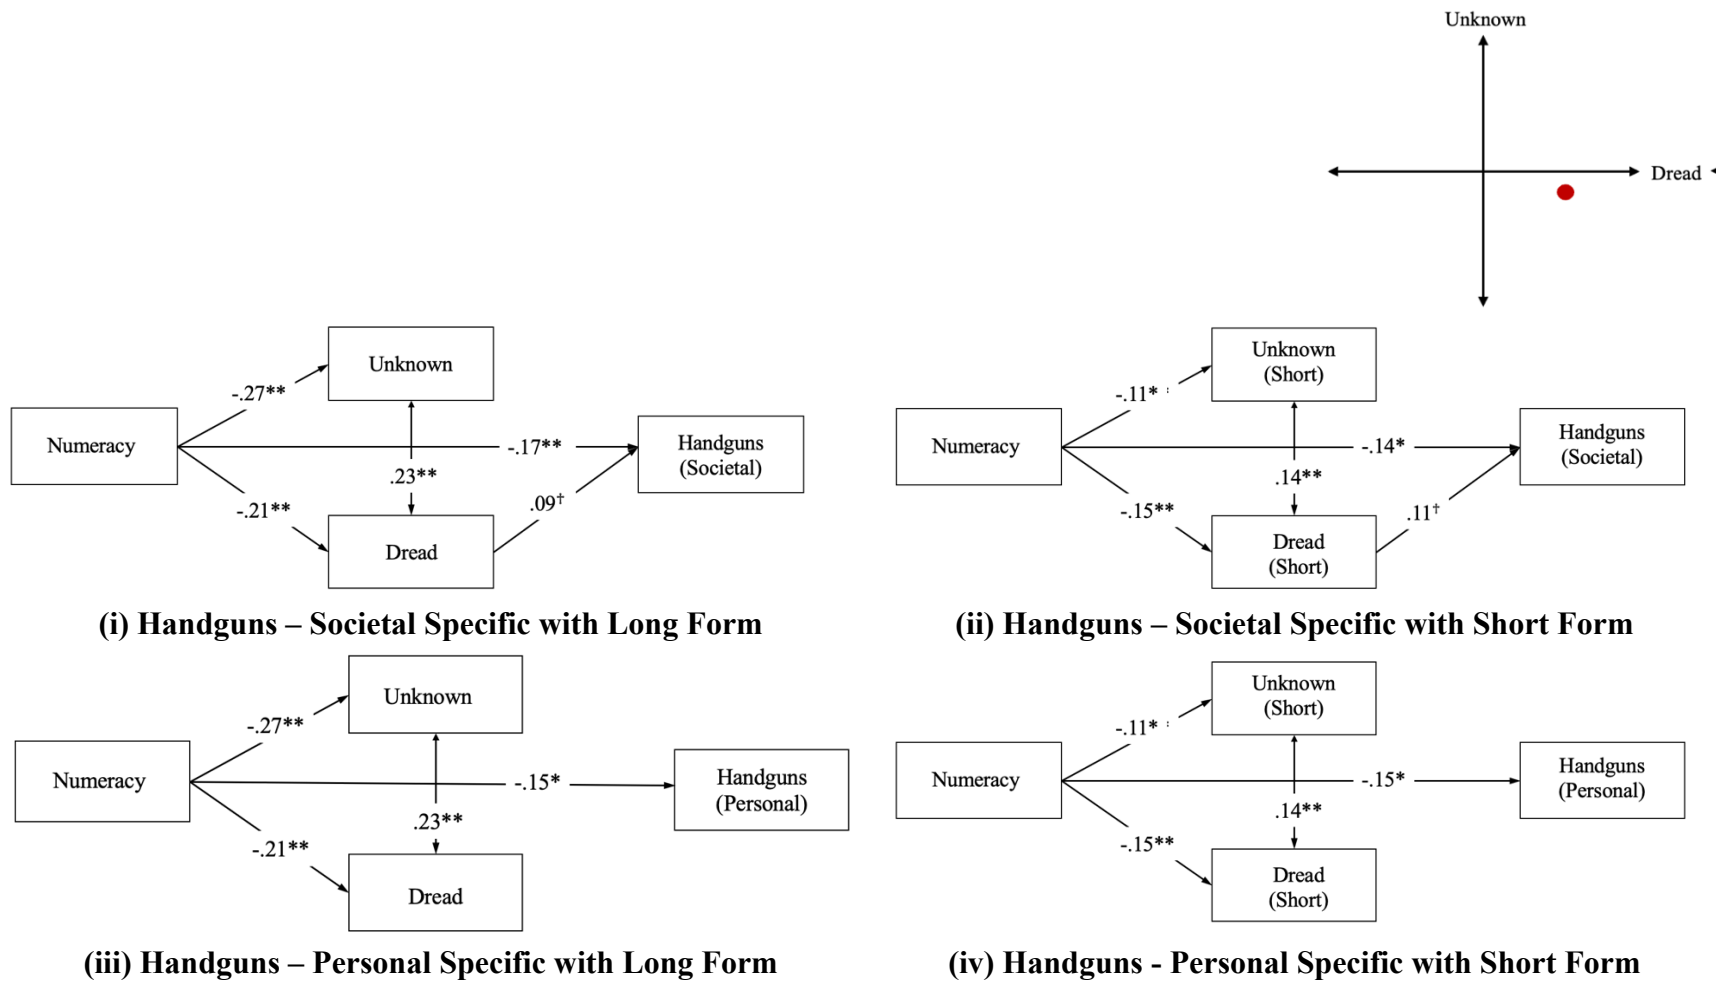 Unknown
Dread
Unknown
-.27**
Numeracy
-.17**
Handguns
(Societal)
.23**
-.21**
.09†
Dread
(i) Handguns – Societal Specific with Long Form
Unknown
(Short)
-.11*
Numeracy
-.14*
Handguns
(Societal)
.14**
-.15**
.11†
Dread
(Short)
(ii) Handguns – Societal Specific with Short Form
Unknown
-.27**
Numeracy
-.15*
Handguns
(Personal)
.23**
-.21**
Dread
(iii) Handguns – Personal Specific with Long Form
Unknown
(Short)
-.11*
Numeracy
-.15*
Handguns
(Personal)
.14**
-.15**
Dread
(Short)
(iv) Handguns - Personal Specific with Short Form